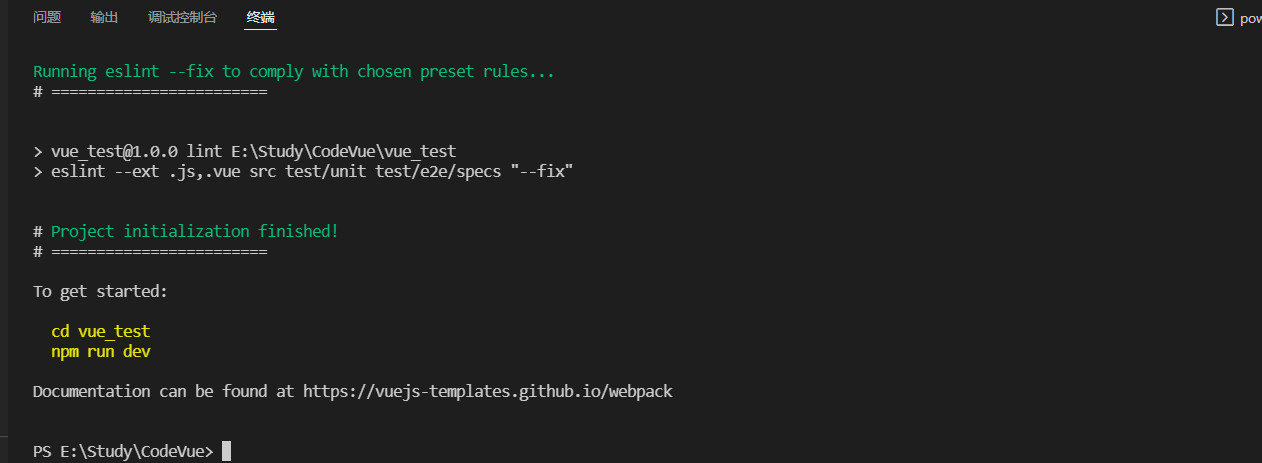 问题 输出 调试控制台 终端 pow
Running eslint --fix to comply with chosen preset rules...
# ========================
> vue_test@1.0.0 lint E:\Study\CodeVue\vue_test
> eslint --ext .js,.vue src test/unit test/e2e/specs "--fix"
# Project initialization finished!
# ========================
To get started:
cd vue_test
npm run dev
Documentation can be found at https://vuejs-templates.github.io/webpack
PS E:\Study\CodeVue>